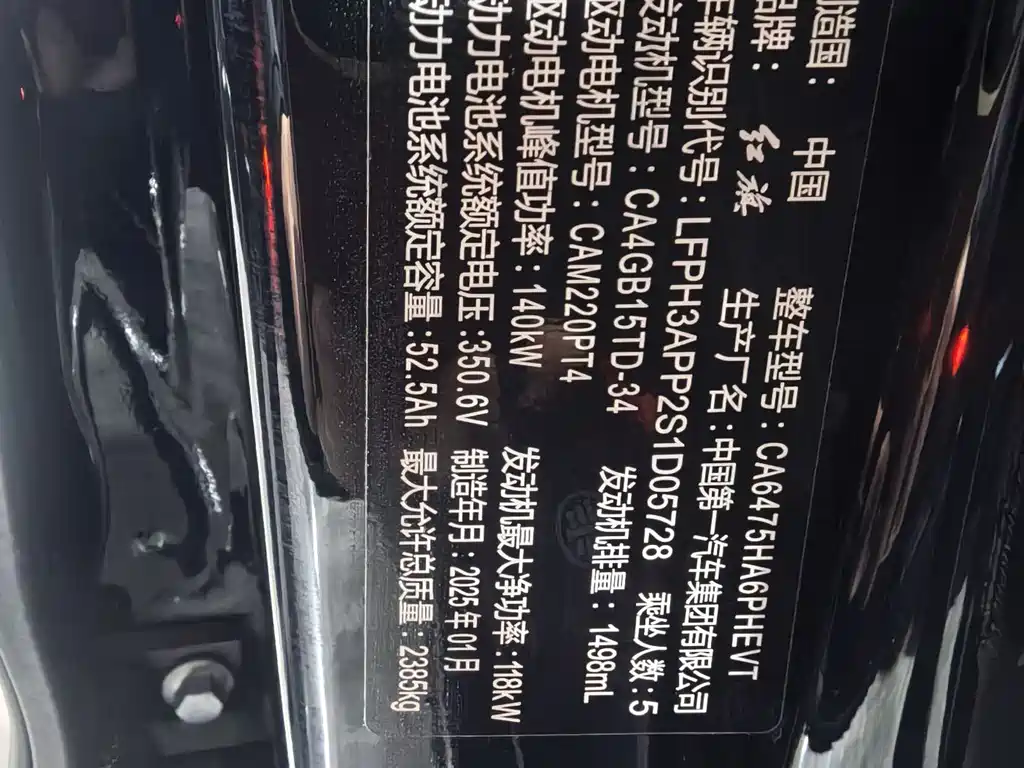 制造国： 中国 整车型号：CA6475HA6PHEVT
品牌： 红旗 生产厂名：中国第一汽车集团有限公司
车辆识别代号：LFPH3APP2S1D05728 乘坐人数：5
发动机型号：CA4GB15TD-34 发动机排量：1498mL
驱动电机型号：CAM220PT4
驱动电机峰值功率：140kW 发动机最大净功率：118kW
动力电池系统额定电压：350.6V 制造年月：2025年01月
动力电池系统额定容量：52.5Ah 最大允许总质量：2385kg